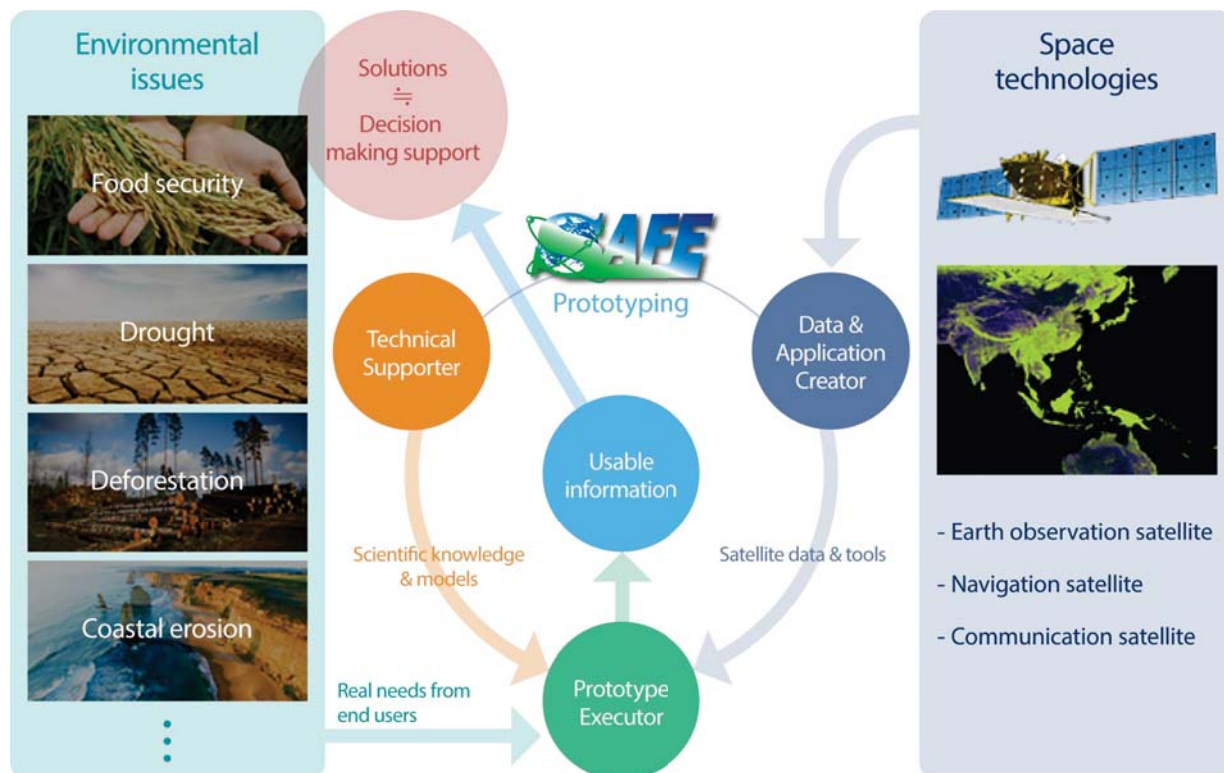 Environmental
issues
Food security
Drought
Deforestation
Coastal erosion
Solutions
≒
Decision
making support
SAFE
Prototyping
Technical
Supporter
Data &
Application
Creator
Usable
information
Scientific knowledge
& models
Satellite data & tools
Real needs from
end users
Prototype
Executor
Space
technologies
- Earth observation satellite
- Navigation satellite
- Communication satellite